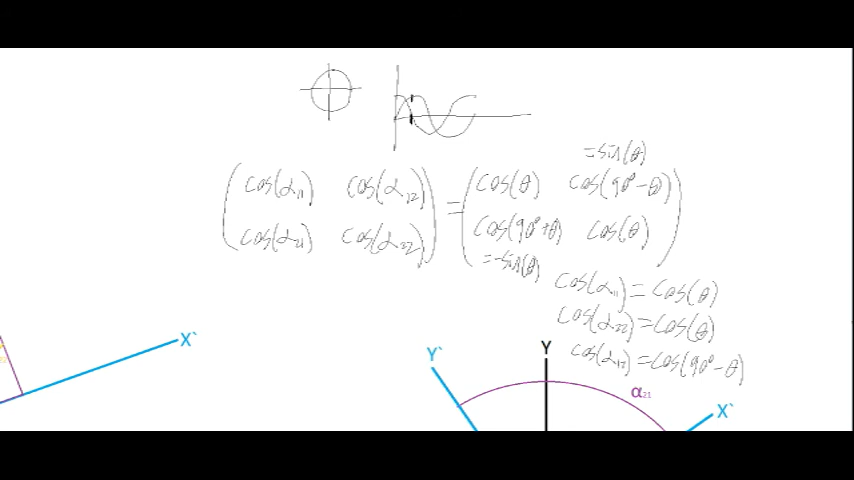 =sin(θ)
(cos(α₁₁) cos(α₁₂)) = (cos(θ) cos(90°-θ))
(cos(α₂₁) cos(α₂₂)) (cos(90°+θ) cos(θ))
=-sin(θ)
cos(α₁₁)=cos(θ)
cos(α₂₂)=cos(θ)
cos(α₁₂)=cos(90°-θ)
X`
Y`
Y
α₂₁
X`